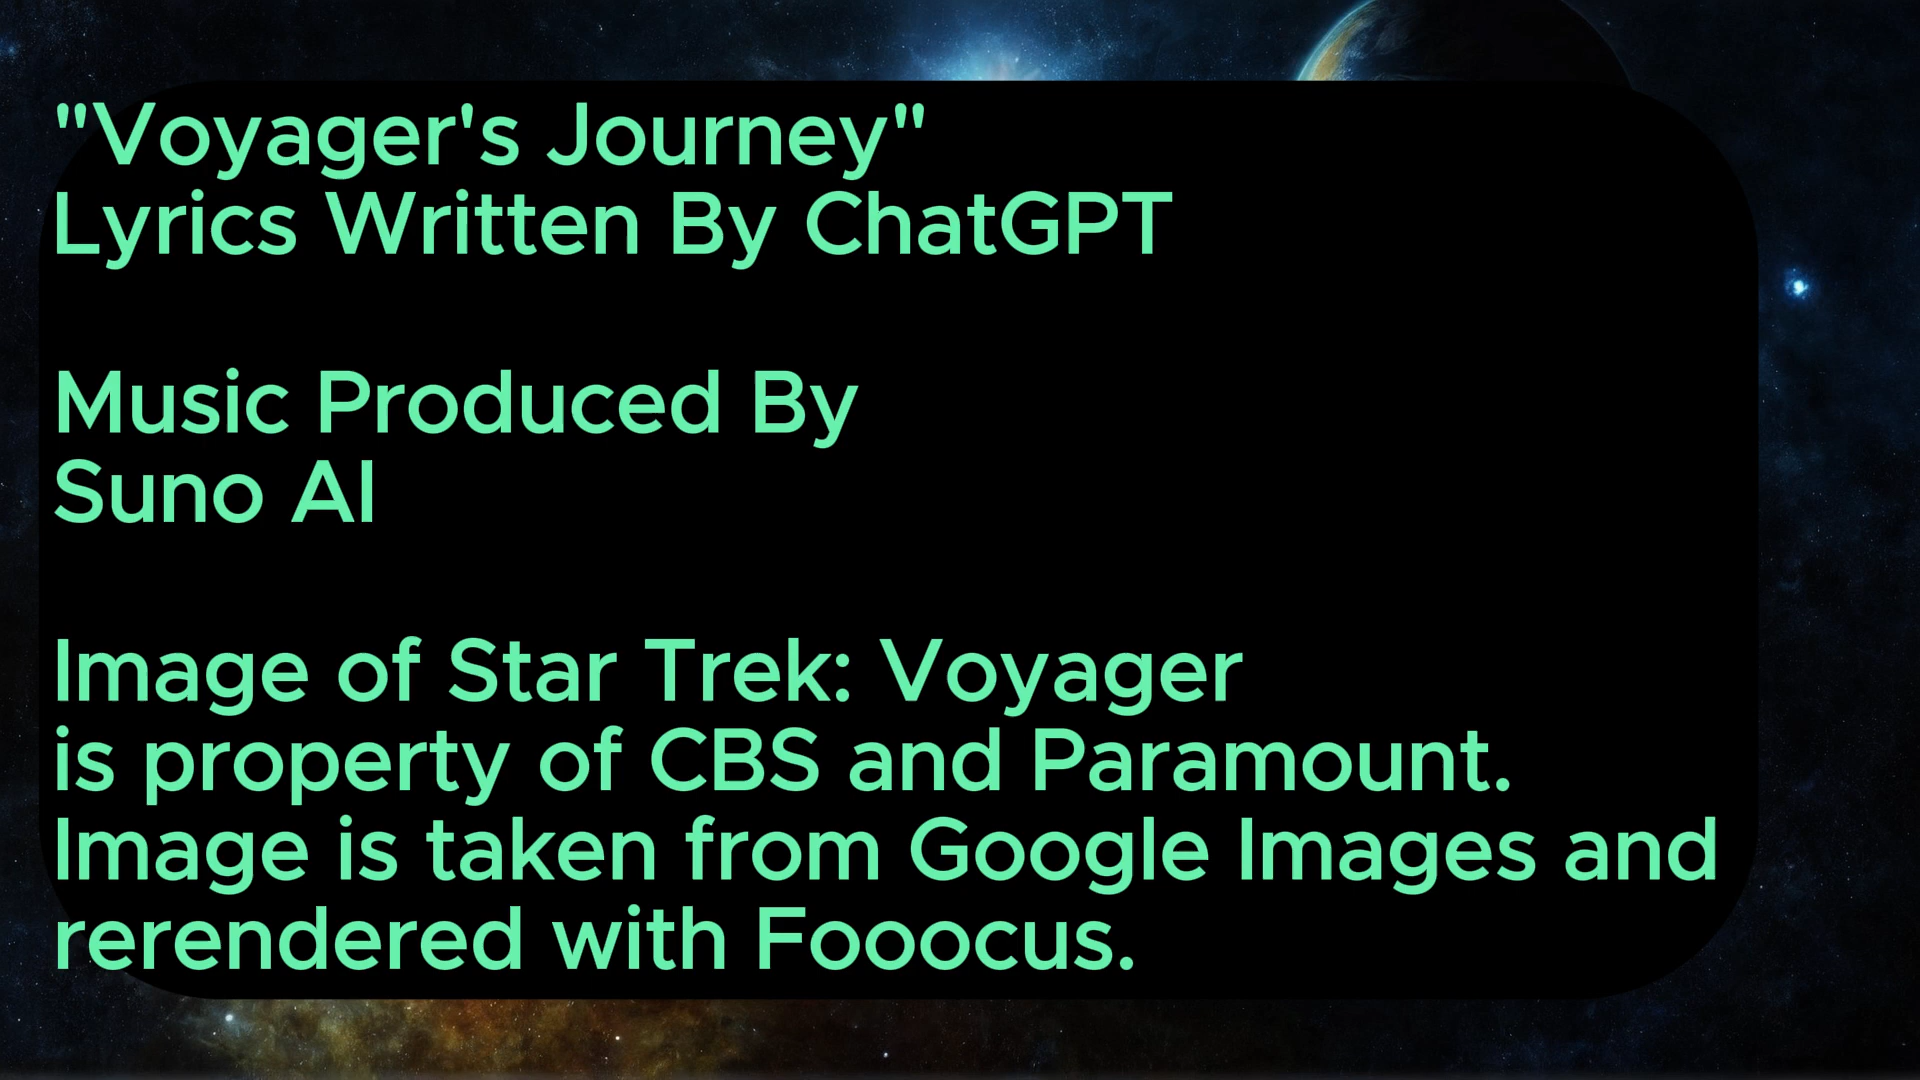 "Voyager's Journey"
Lyrics Written By ChatGPT
Music Produced By
Suno AI
Image of Star Trek: Voyager
is property of CBS and Paramount.
Image is taken from Google Images and
rerendered with Fooocus.